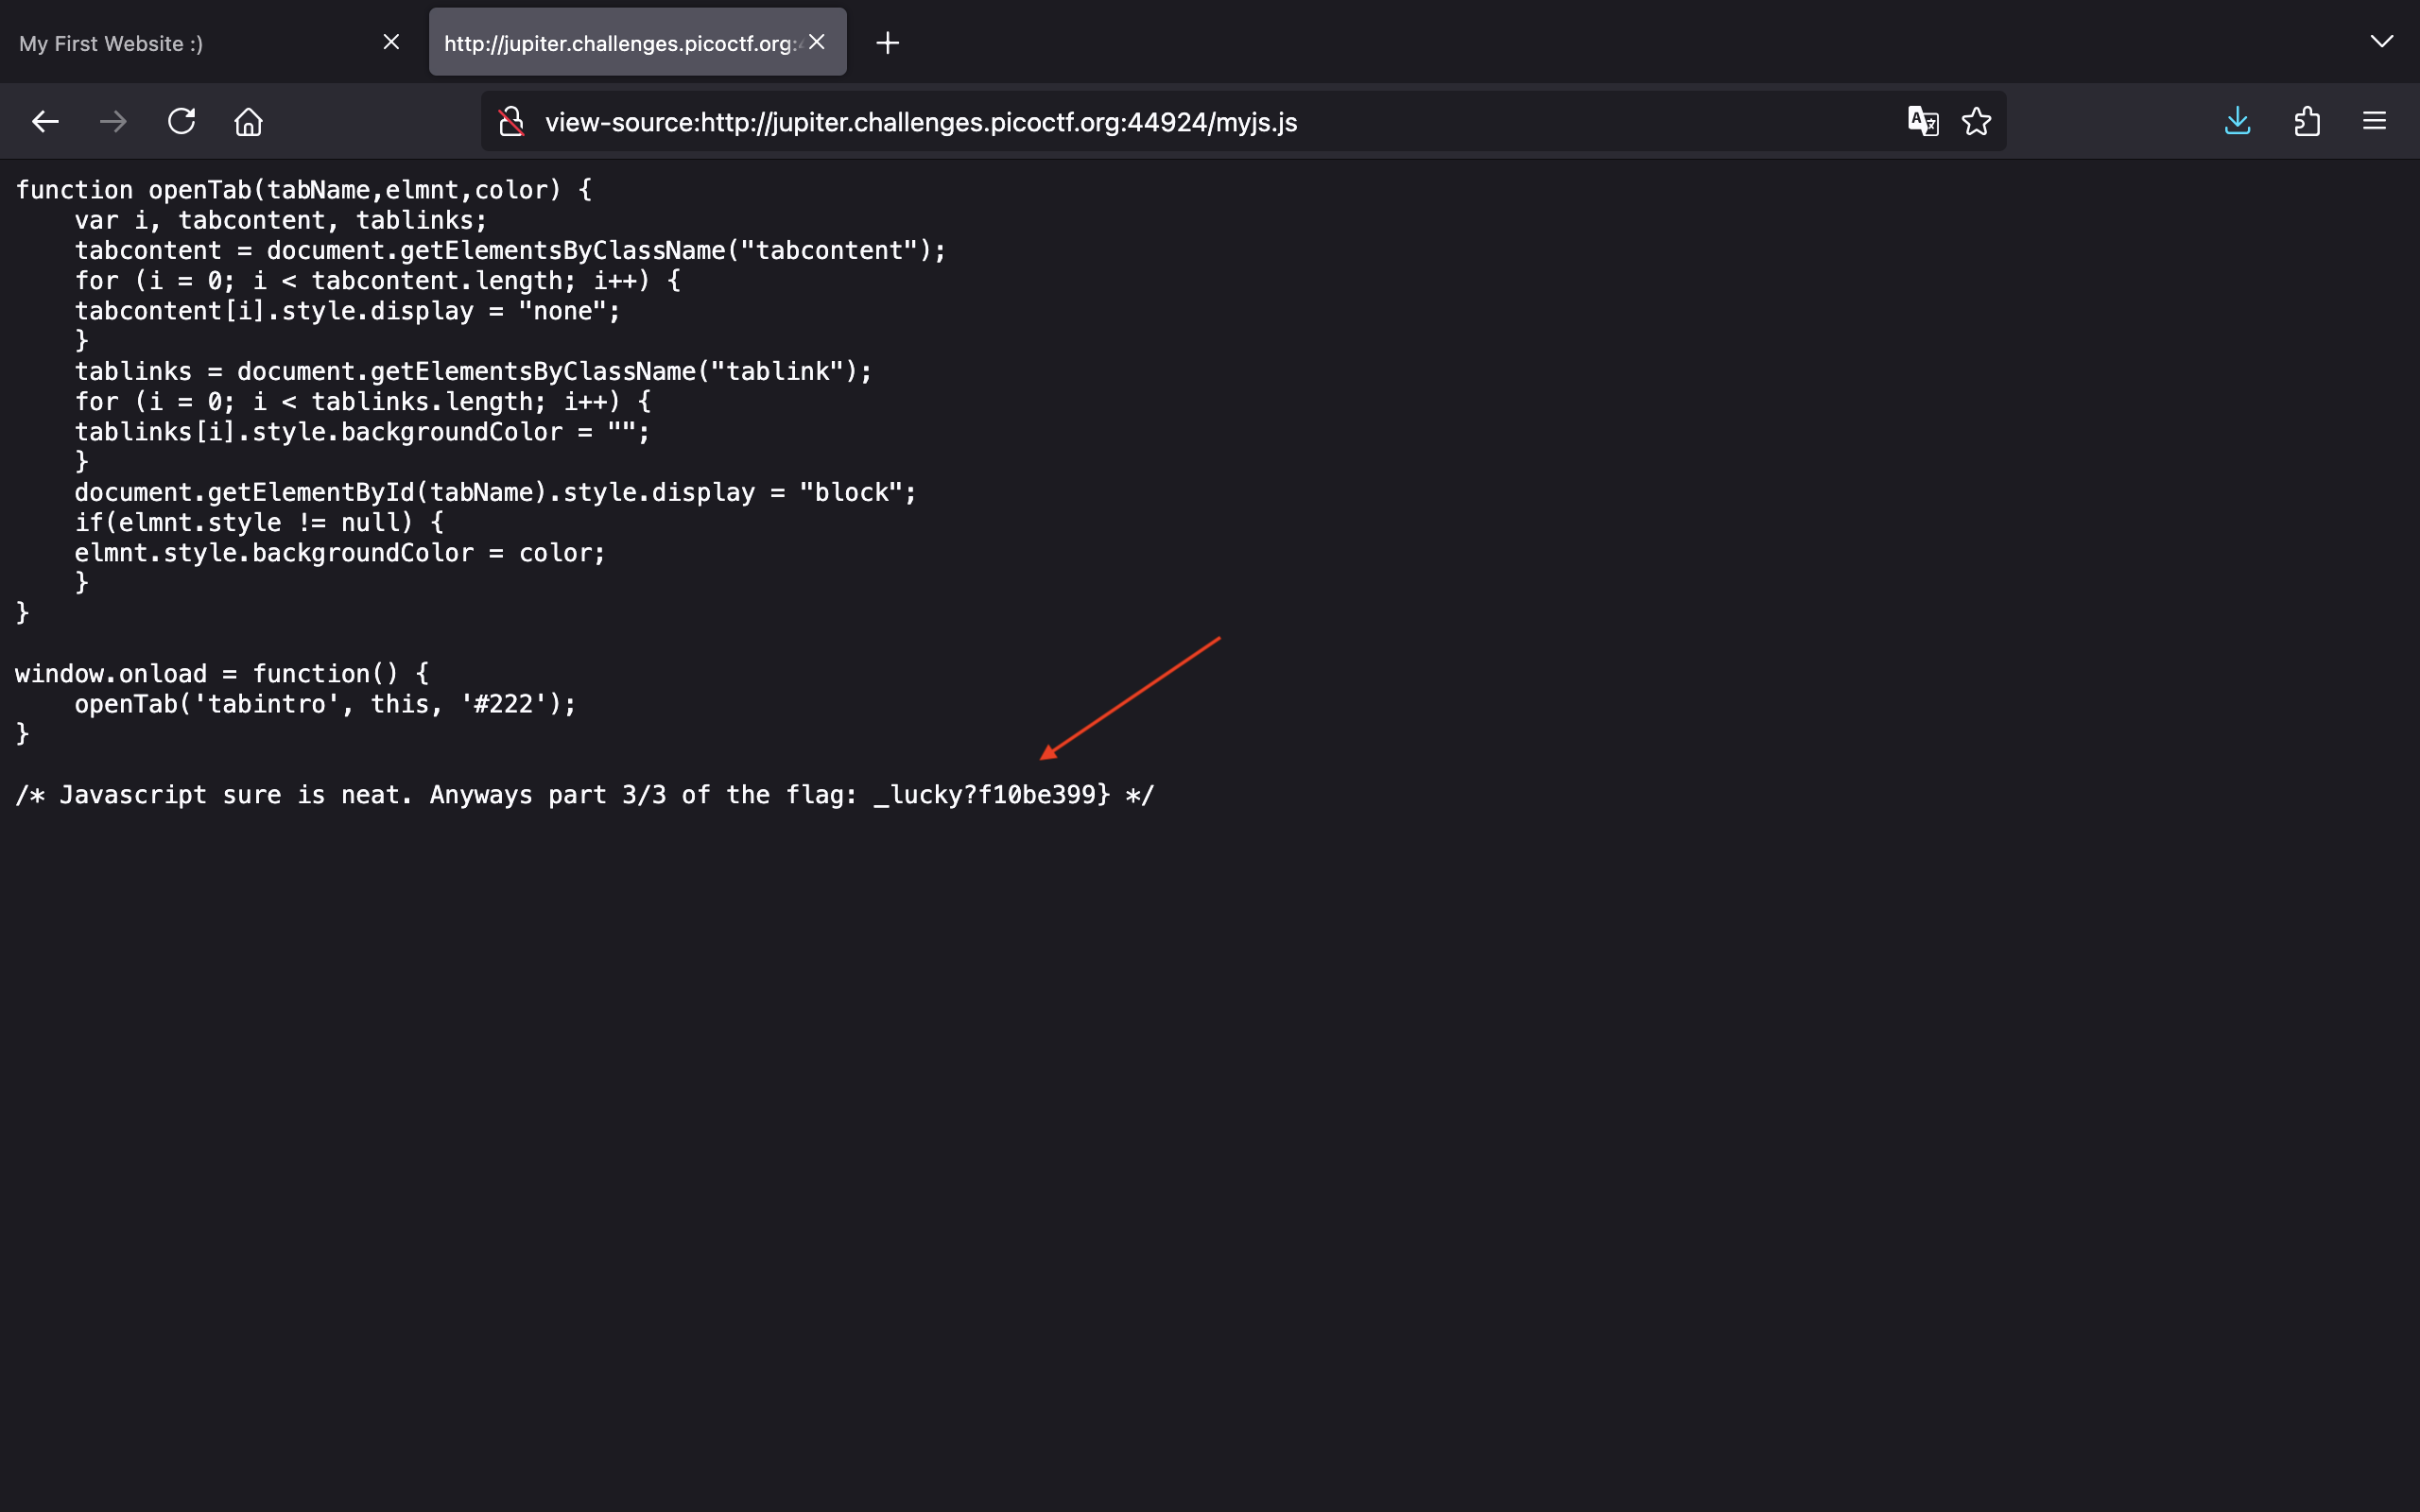 My First Website :)
http://jupiter.challenges.picoctf.org:
view-source:http://jupiter.challenges.picoctf.org:44924/myjs.js
function openTab(tabName,elmnt,color) {
    var i, tabcontent, tablinks;
    tabcontent = document.getElementsByClassName("tabcontent");
    for (i = 0; i < tabcontent.length; i++) {
    tabcontent[i].style.display = "none";
    }
    tablinks = document.getElementsByClassName("tablink");
    for (i = 0; i < tablinks.length; i++) {
    tablinks[i].style.backgroundColor = "";
    }
    document.getElementById(tabName).style.display = "block";
    if(elmnt.style != null) {
    elmnt.style.backgroundColor = color;
    }
}
window.onload = function() {
    openTab('tabintro', this, '#222');
}
/* Javascript sure is neat. Anyways part 3/3 of the flag: _lucky?f10be399} */